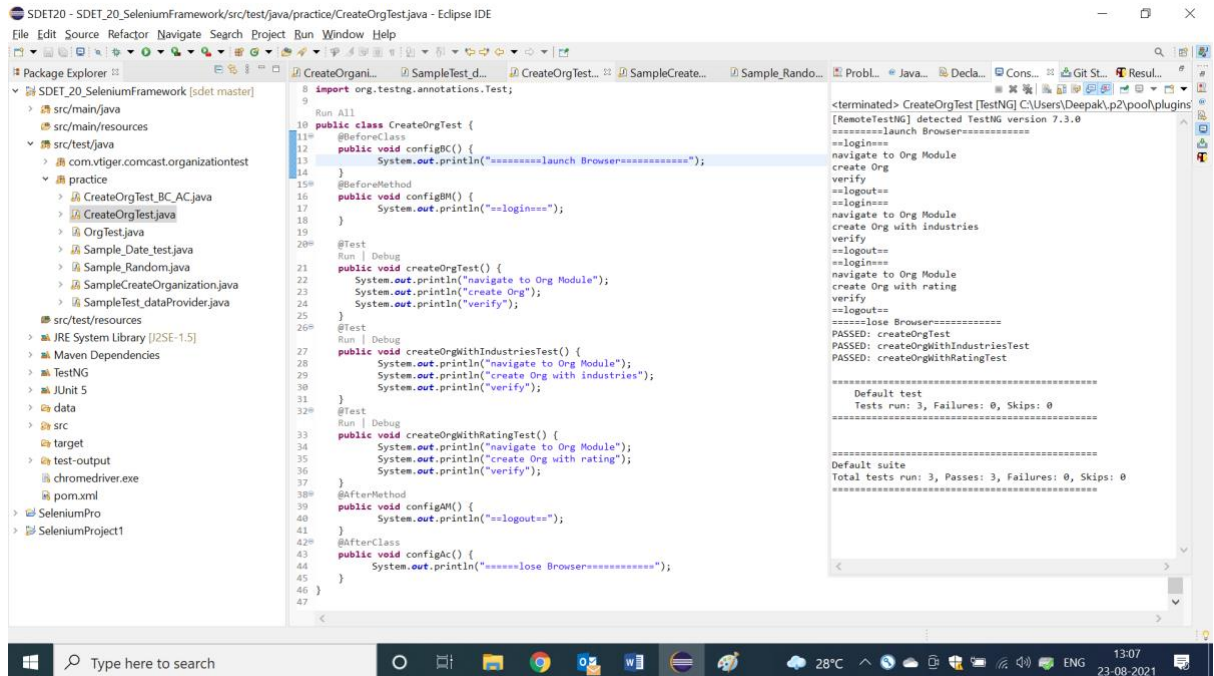 SDET20 - SDET_20_SeleniumFramework/src/test/java/practice/CreateOrgTest.java - Eclipse IDE
File Edit Source Refactor Navigate Search Project Run Window Help
Package Explorer
SDET_20_SeleniumFramework [sdet master]
src/main/java
src/main/resources
src/test/java
com.vtiger.comcast.organizationtest
practice
CreateOrgTest_BC_AC.java
CreateOrgTest.java
OrgTest.java
Sample_Date_test.java
Sample_Random.java
SampleCreateOrganization.java
SampleTest_dataProvider.java
src/test/resources
JRE System Library [J2SE-1.5]
Maven Dependencies
TestNG
JUnit 5
data
src
target
test-output
chromedriver.exe
pom.xml
SeleniumPro
SeleniumProject1
CreateOrgani... SampleTest_d... CreateOrgTest... SampleCreate... Sample_Rando...
8 import org.testng.annotations.Test;
9
Run All
10 public class CreateOrgTest {
11 @BeforeClass
12 public void configBC() {
13 System.out.println("=========launch Browser============");
14 }
15 @BeforeMethod
16 public void configBM() {
17 System.out.println("==login===");
18 }
19
20 @Test
Run | Debug
21 public void createOrgTest() {
22 System.out.println("navigate to Org Module");
23 System.out.println("create Org");
24 System.out.println("verify");
25 }
26 @Test
Run | Debug
27 public void createOrgWithIndustriesTest() {
28 System.out.println("navigate to Org Module");
29 System.out.println("create Org with industries");
30 System.out.println("verify");
31 }
32 @Test
Run | Debug
33 public void createOrgWithRatingTest() {
34 System.out.println("navigate to Org Module");
35 System.out.println("create Org with rating");
36 System.out.println("verify");
37 }
38 @AfterMethod
39 public void configAM() {
40 System.out.println("==logout==");
41 }
42 @AfterClass
43 public void configAc() {
44 System.out.println("======lose Browser============");
45 }
46 }
47
Probl... Java... Decla... Cons... Git St... Resul...
<terminated> CreateOrgTest [TestNG] C:\Users\Deepak\.p2\pool\plugins
[RemoteTestNG] detected TestNG version 7.3.0
=========launch Browser============
==login===
navigate to Org Module
create Org
verify
==logout==
==login===
navigate to Org Module
create Org with industries
verify
==logout==
==login===
navigate to Org Module
create Org with rating
verify
==logout==
======lose Browser============
PASSED: createOrgTest
PASSED: createOrgWithIndustriesTest
PASSED: createOrgWithRatingTest
===============================================
Default test
Tests run: 3, Failures: 0, Skips: 0
===============================================
===============================================
Default suite
Total tests run: 3, Passes: 3, Failures: 0, Skips: 0
===============================================
Type here to search
28°C
ENG
13:07
23-08-2021